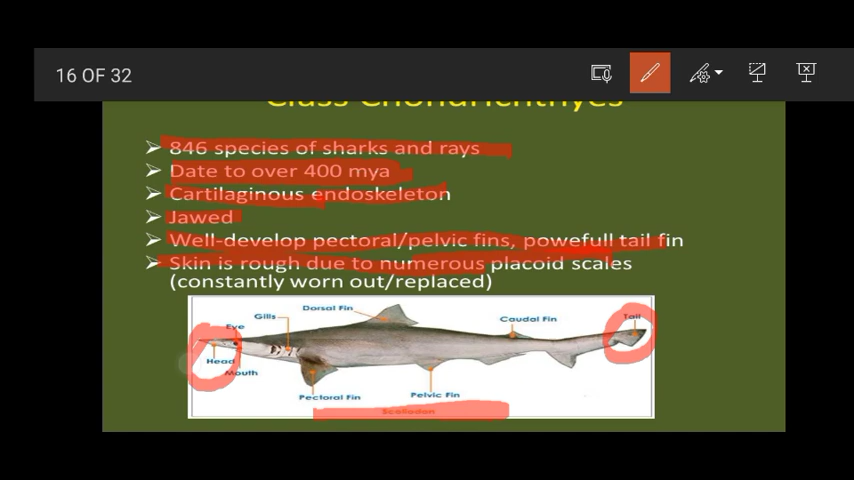 16 OF 32
Class Chondrichthyes
➢ 846 species of sharks and rays
➢ Date to over 400 mya
➢ Cartilaginous endoskeleton
➢ Jawed
➢ Well-develop pectoral/pelvic fins, powefull tail fin
➢ Skin is rough due to numerous placoid scales
(constantly worn out/replaced)
Dorsal Fin
Gills
Caudal Fin
Tail
Eye
Head
Mouth
Pectoral Fin
Pelvic Fin
Scoliodon